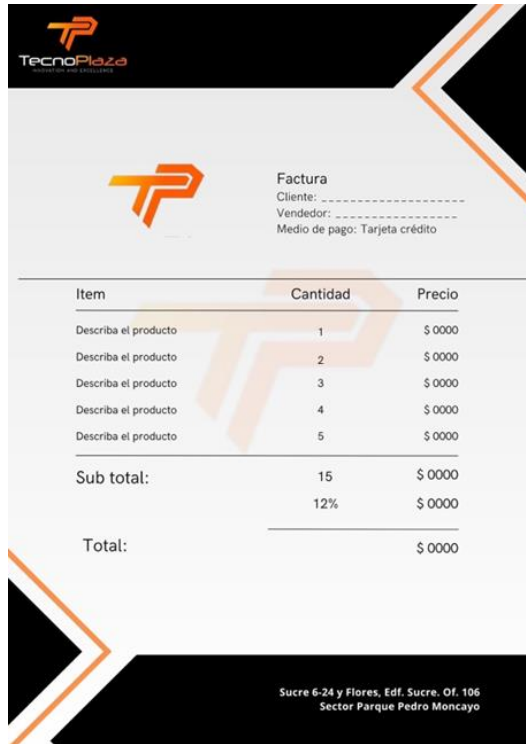 TecnoPlaza
INNOVATION AND EXCELLENCE
Factura
Cliente: _ _ _ _ _ _ _ _ _ _ _ _ _ _ _ _ _ _ _ _
Vendedor: _ _ _ _ _ _ _ _ _ _ _ _ _ _ _ _ _
Medio de pago: Tarjeta crédito
Item Cantidad Precio
Describa el producto 1 $ 0000
Describa el producto 2 $ 0000
Describa el producto 3 $ 0000
Describa el producto 4 $ 0000
Describa el producto 5 $ 0000
Sub total: 15 $ 0000
12% $ 0000
Total: $ 0000
Sucre 6-24 y Flores, Edf. Sucre. Of. 106
Sector Parque Pedro Moncayo